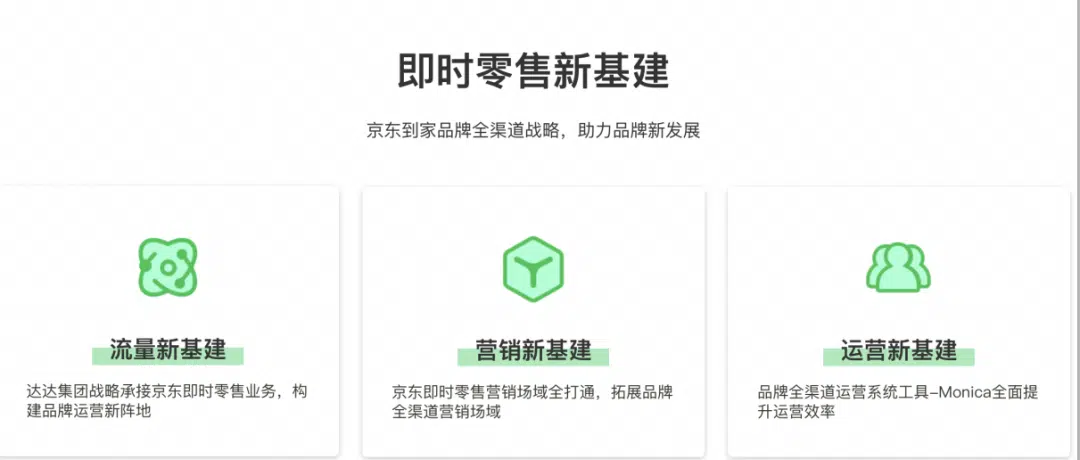 即时零售新基建
京东到家品牌全渠道战略，助力品牌新发展
流量新基建
达达集团战略承接京东即时零售业务，构
建品牌运营新阵地
营销新基建
京东即时零售营销场域全打通，拓展品牌
全渠道营销场域
运营新基建
品牌全渠道运营系统工具-Monica全面提
升运营效率